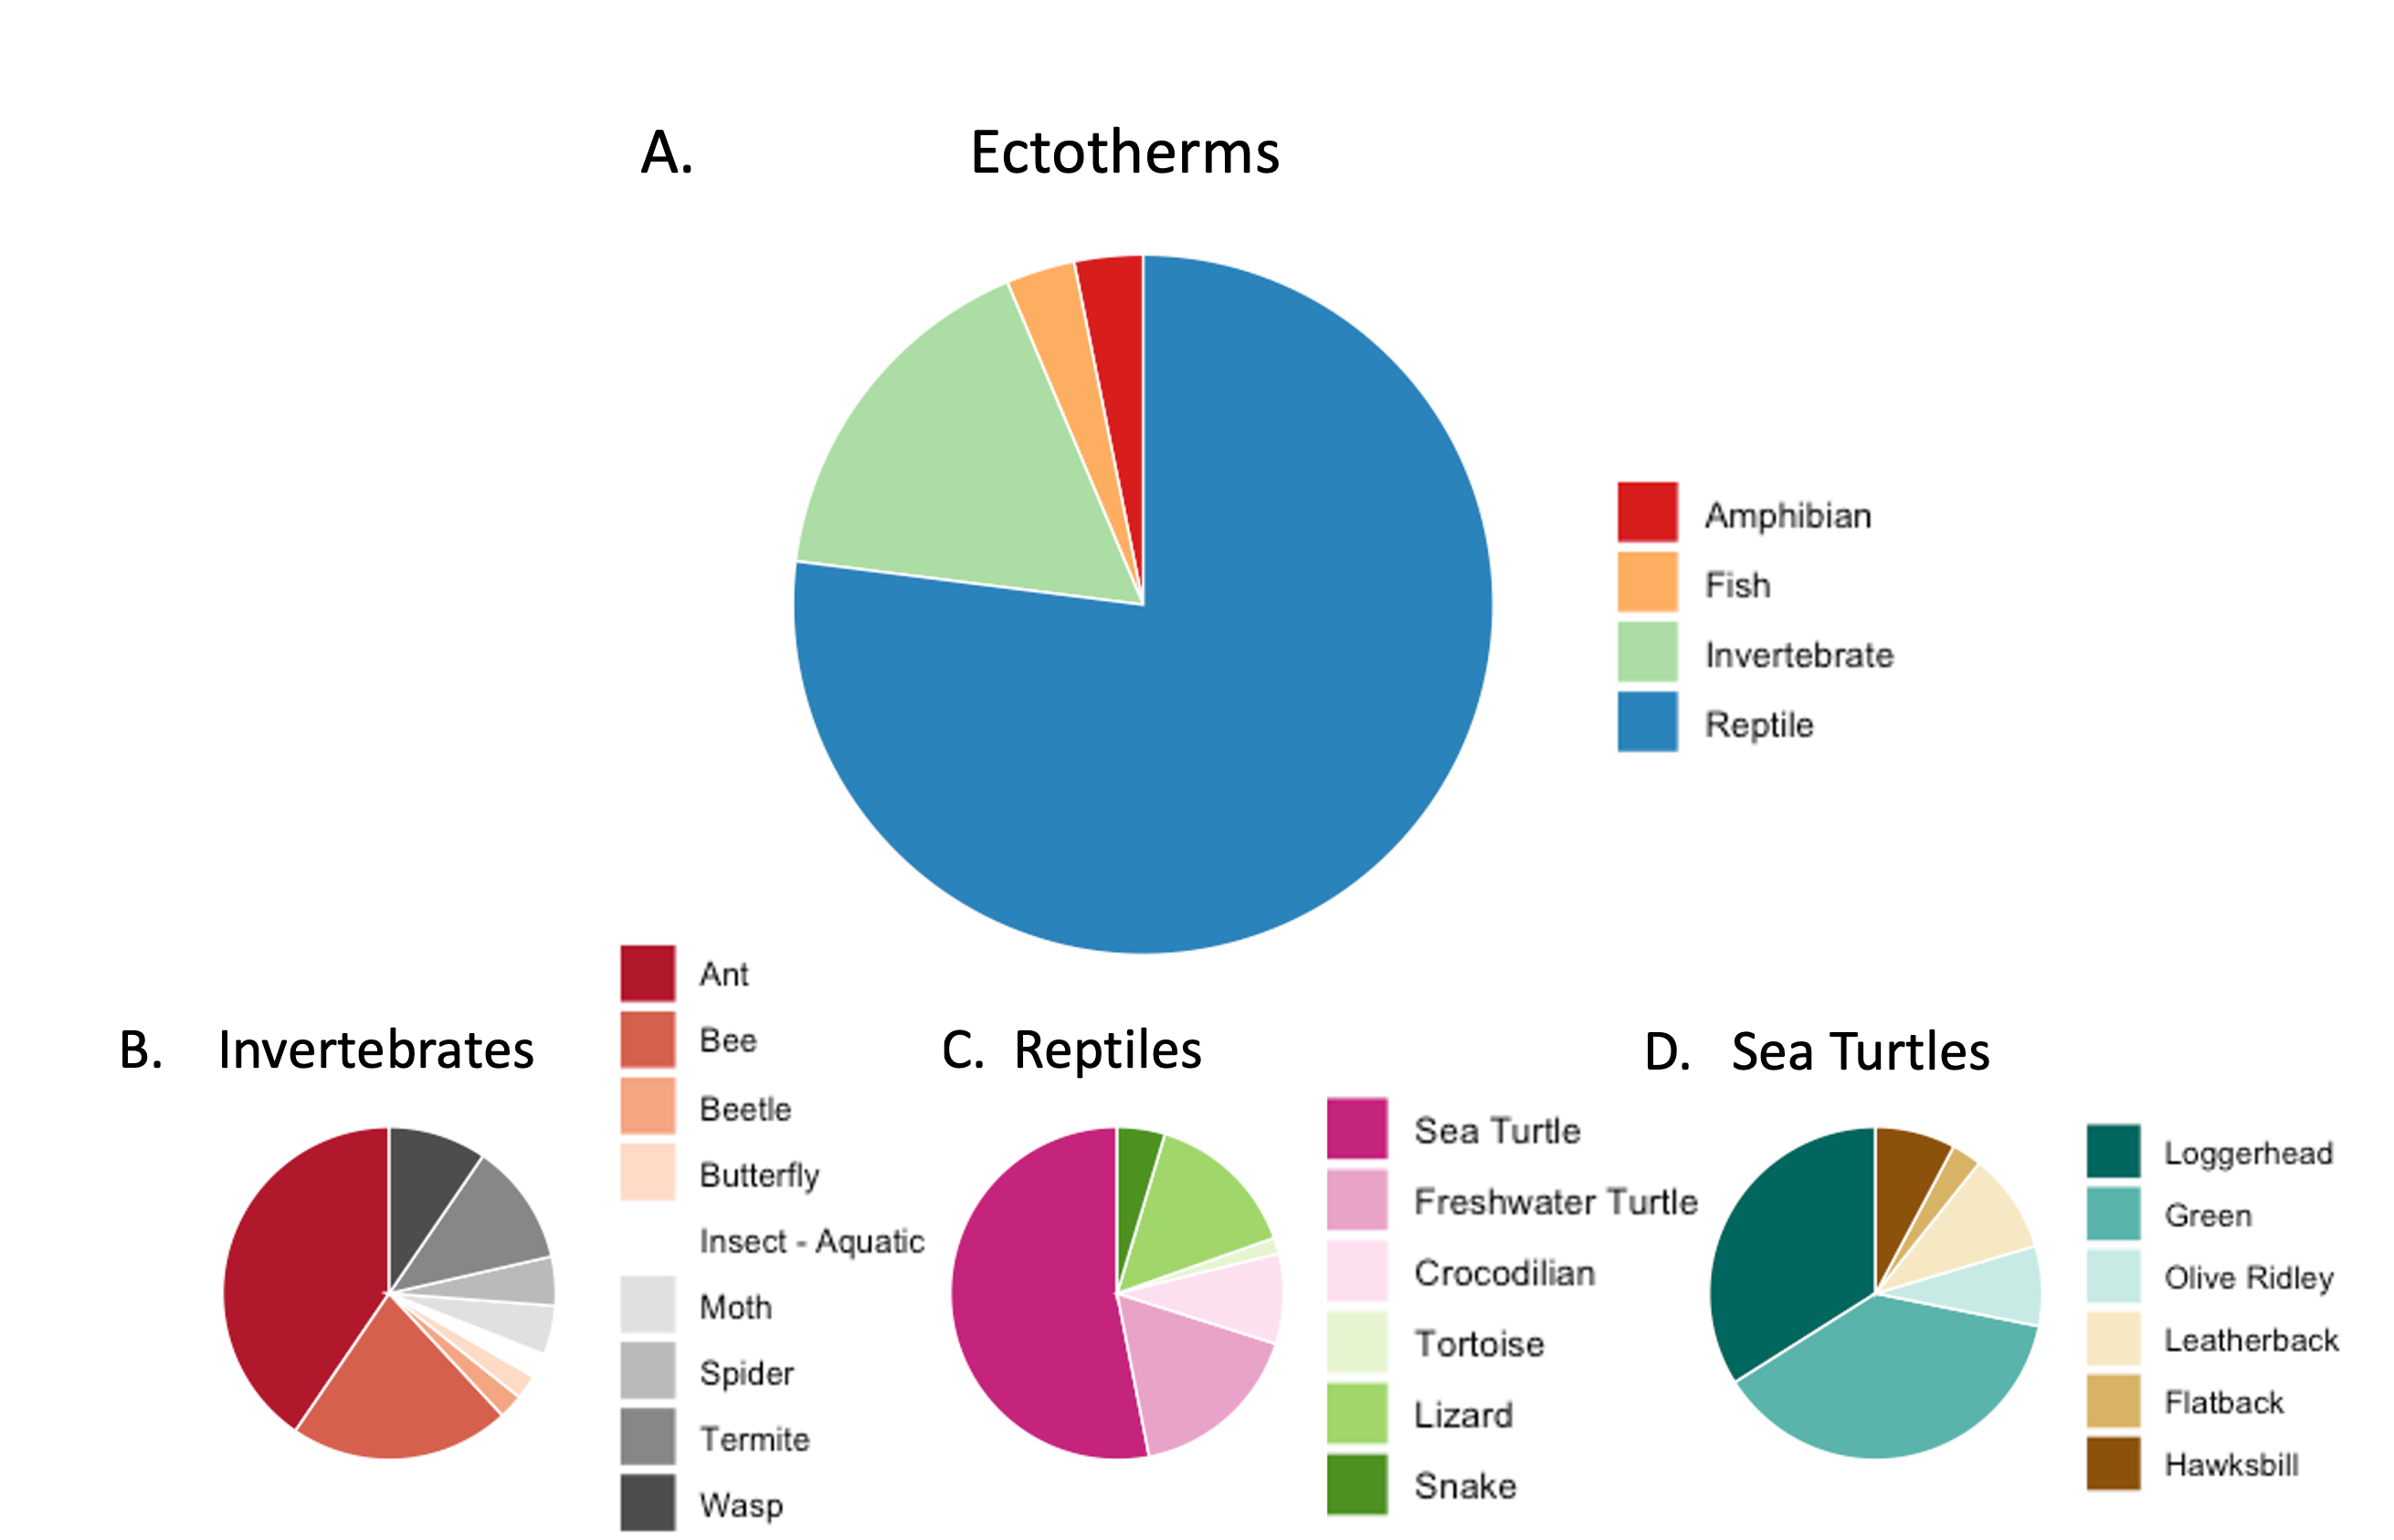 A. Ectotherms
Amphibian
Fish
Invertebrate
Reptile
B. Invertebrates
Ant
Bee
Beetle
Butterfly
Insect - Aquatic
Moth
Spider
Termite
Wasp
C. Reptiles
Sea Turtle
Freshwater Turtle
Crocodilian
Tortoise
Lizard
Snake
D. Sea Turtles
Loggerhead
Green
Olive Ridley
Leatherback
Flatback
Hawksbill